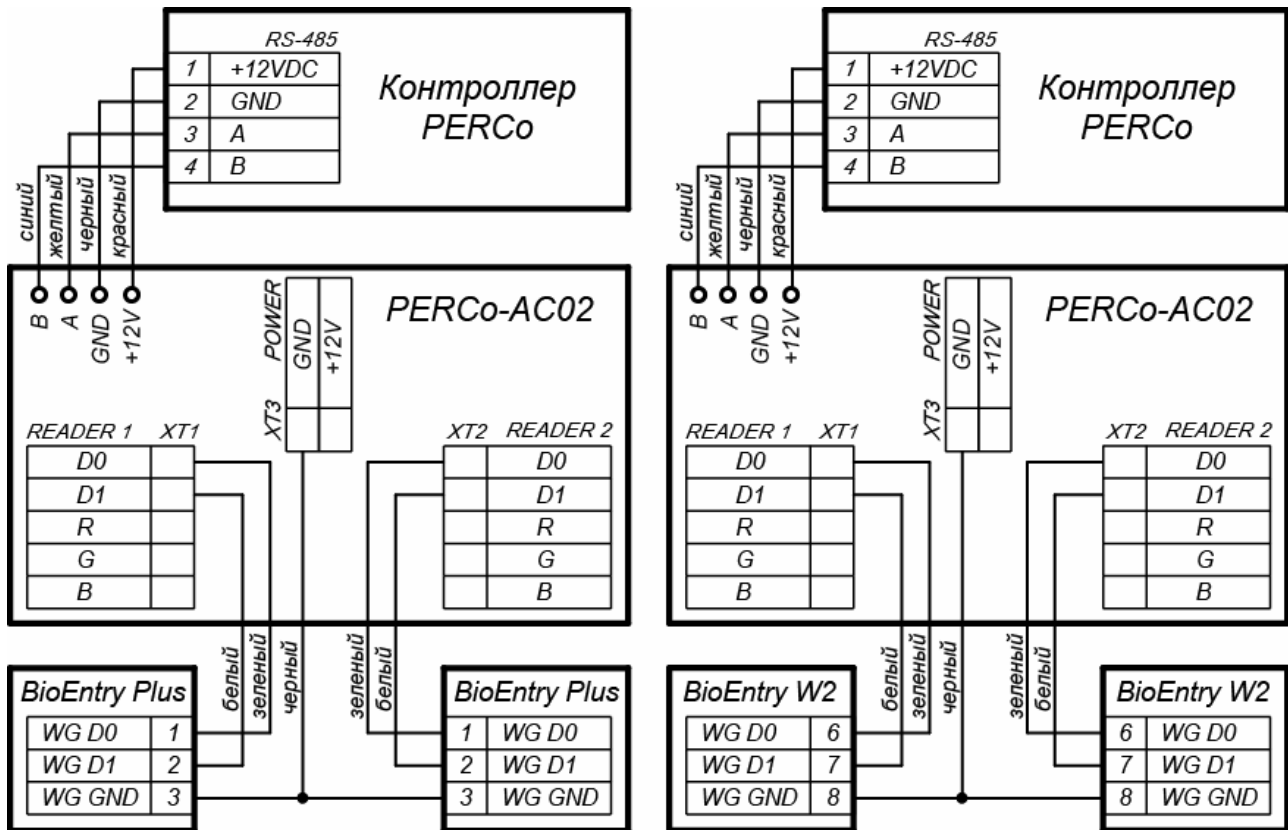 RS-485
1 +12VDC
2 GND
3 A
4 B
Контроллер
PERCo
синий
желтый
черный
красный
B
A
GND
+12V
POWER
GND
+12V
XT3
PERCo-AC02
READER 1 XT1
D0
D1
R
G
B
XT2 READER 2
D0
D1
R
G
B
белый
зеленый
черный
зеленый
белый
BioEntry Plus
WG D0 1
WG D1 2
WG GND 3
BioEntry Plus
1 WG D0
2 WG D1
3 WG GND
RS-485
1 +12VDC
2 GND
3 A
4 B
Контроллер
PERCo
синий
желтый
черный
красный
B
A
GND
+12V
POWER
GND
+12V
XT3
PERCo-AC02
READER 1 XT1
D0
D1
R
G
B
XT2 READER 2
D0
D1
R
G
B
белый
зеленый
черный
зеленый
белый
BioEntry W2
WG D0 6
WG D1 7
WG GND 8
BioEntry W2
6 WG D0
7 WG D1
8 WG GND